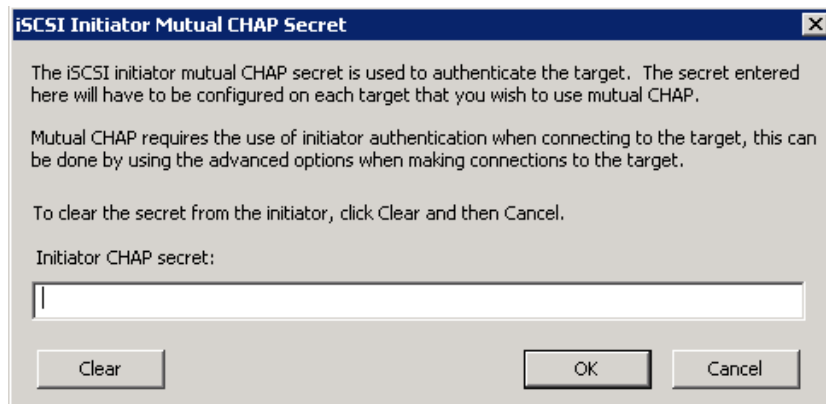 iSCSI Initiator Mutual CHAP Secret
The iSCSI initiator mutual CHAP secret is used to authenticate the target.  The secret entered
here will have to be configured on each target that you wish to use mutual CHAP.
Mutual CHAP requires the use of initiator authentication when connecting to the target, this can
be done by using the advanced options when making connections to the target.
To clear the secret from the initiator, click Clear and then Cancel.
Initiator CHAP secret:
Clear OK Cancel